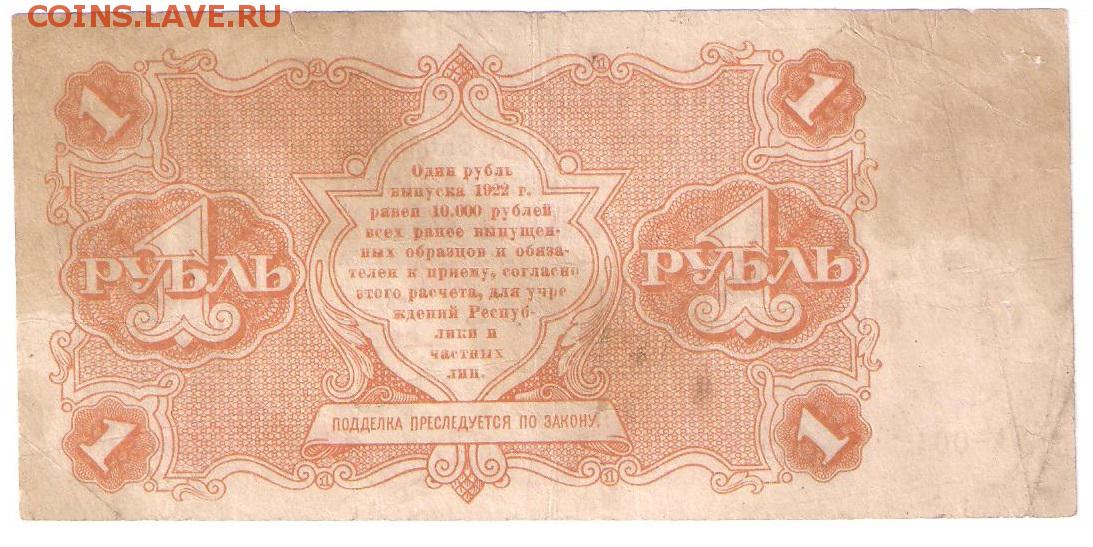 COINS.LAVE.RU
1
1
Один рубль
выпуска 1922 г.
равен 10.000 рублей
всех ранее выпущен-
ных образцов и обяза-
телен к приему, согласно
этого расчета, для учре
ждений Респуб-
лики и
частных
лиц.
1
РУБЛЬ
1
РУБЛЬ
ПОДДЕЛКА ПРЕСЛЕДУЕТСЯ ПО ЗАКОНУ.
1
1